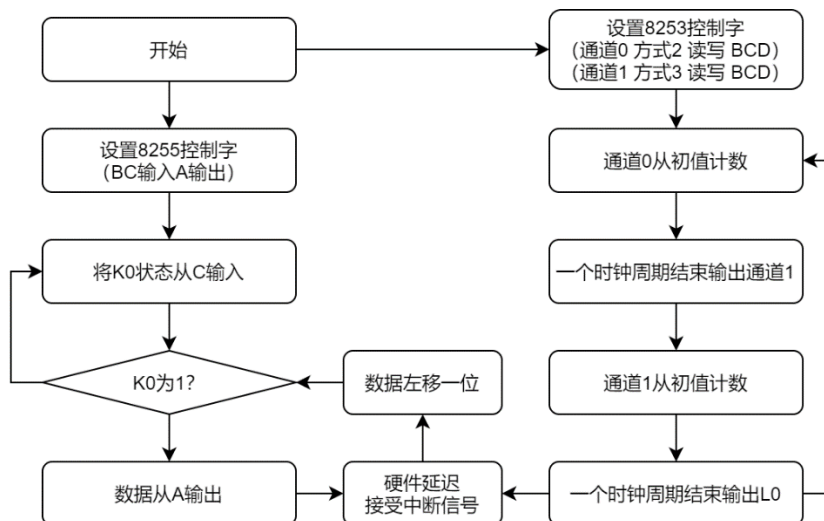 开始
设置8255控制字
（BC输入A输出）
将K0状态从C输入
K0为1？
数据从A输出
数据左移一位
硬件延迟
接受中断信号
设置8253控制字
（通道0 方式2 读写 BCD）
（通道1 方式3 读写 BCD）
通道0从初值计数
一个时钟周期结束输出通道1
通道1从初值计数
一个时钟周期结束输出L0